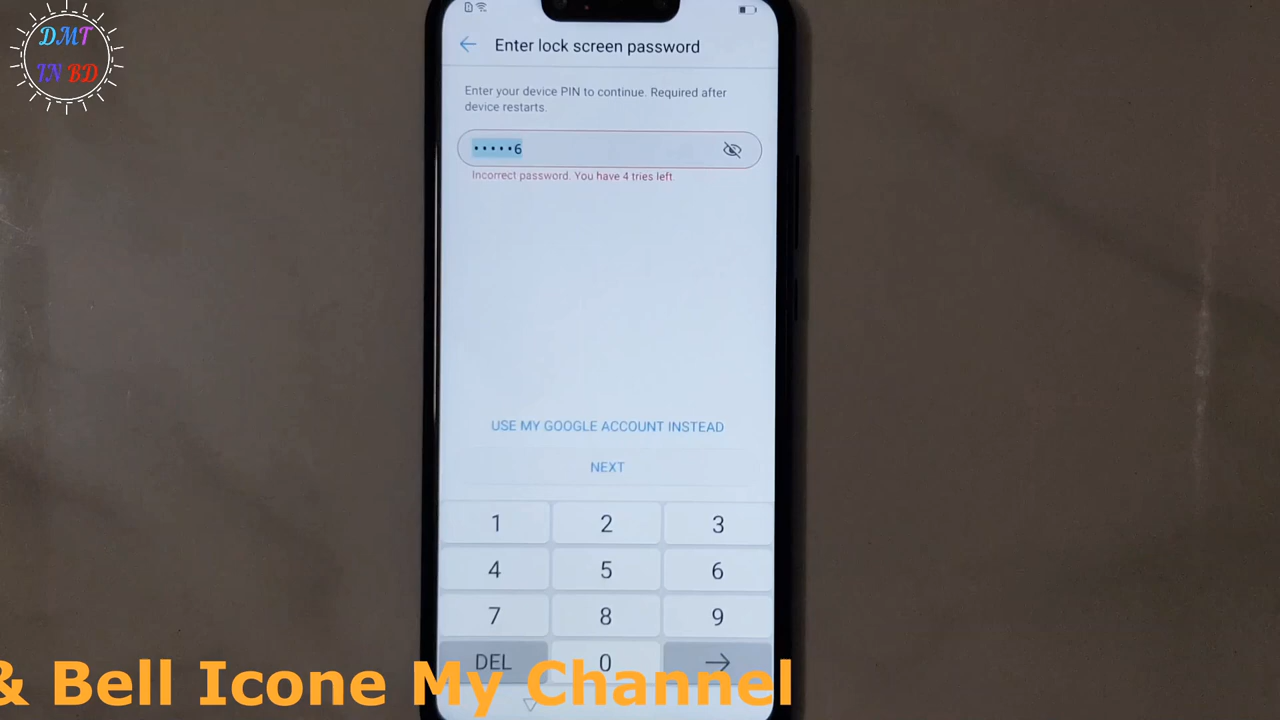 DMT
IN BD
Enter lock screen password
Enter your device PIN to continue. Required after
device restarts.
•••••6
Incorrect password. You have 4 tries left
USE MY GOOGLE ACCOUNT INSTEAD
NEXT
1 2 3
4 5 6
7 8 9
DEL 0 →
& Bell Icone My Channel